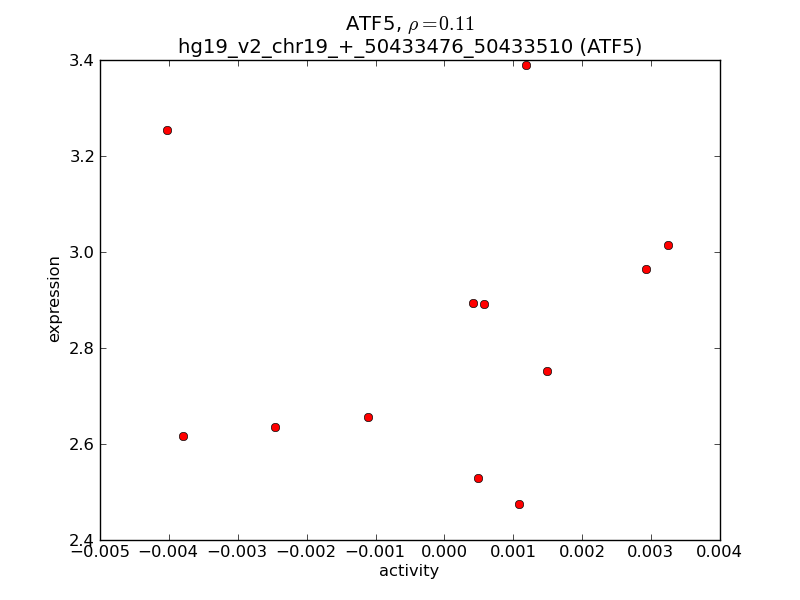 ATF5, ρ = 0.11
hg19_v2_chr19_+_50433476_50433510 (ATF5)
3.4
3.2
3.0
2.8
2.6
2.4
expression
−0.005 −0.004 −0.003 −0.002 −0.001 0.000 0.001 0.002 0.003 0.004
activity